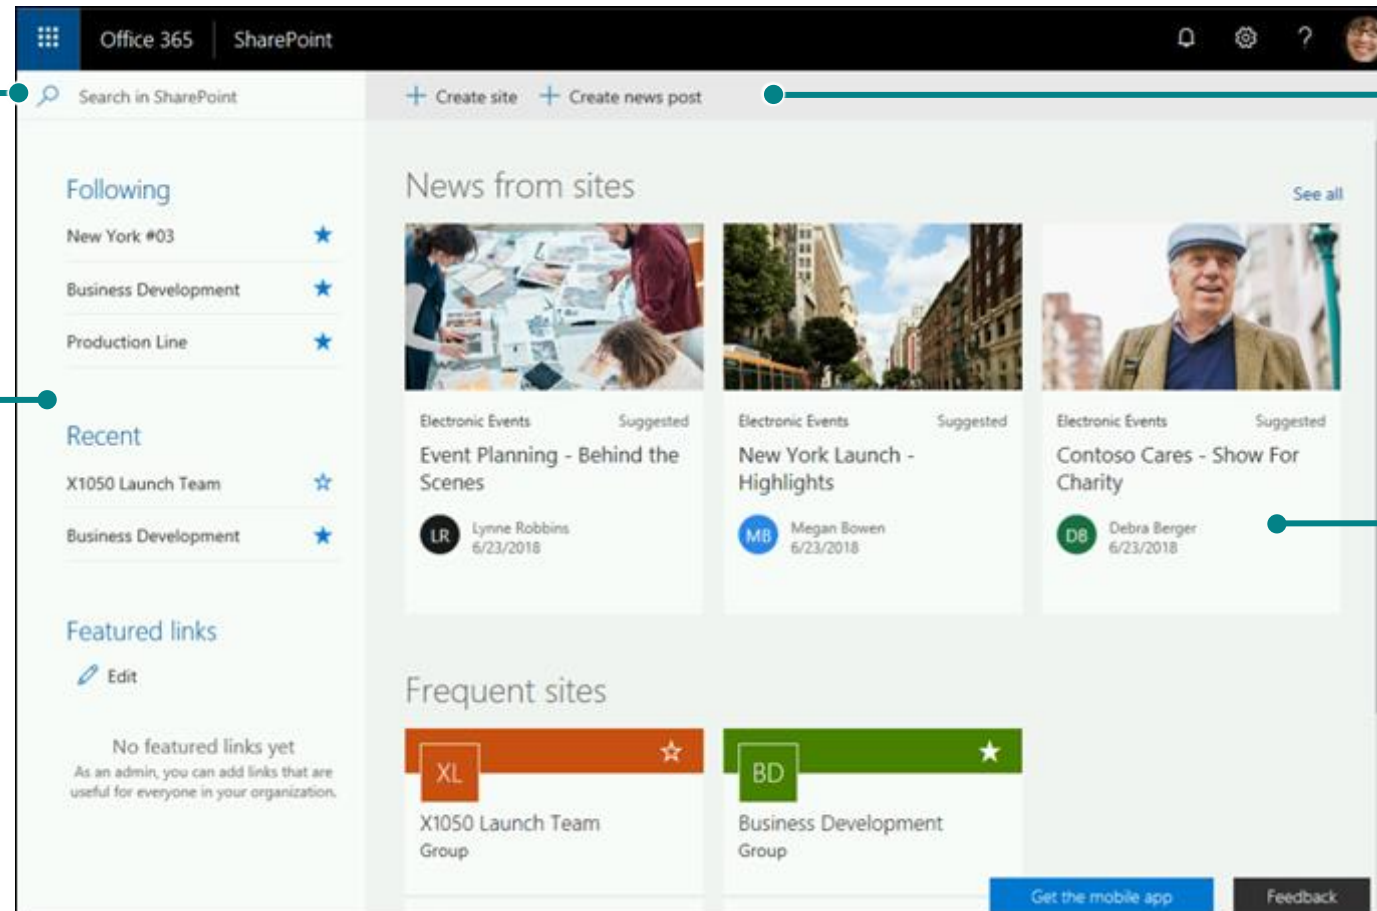 Office 365
SharePoint
?
Search in SharePoint
Create site
Create news post
Following
New York #03
Business Development
Production Line
Recent
X1050 Launch Team
Business Development
Featured links
Edit
No featured links yet
As an admin, you can add links that are
useful for everyone in your organization.
News from sites
See all
Electronic Events
Suggested
Event Planning - Behind the
Scenes
LR
Lynne Robbins
6/23/2018
Electronic Events
Suggested
New York Launch -
Highlights
MB
Megan Bowen
6/23/2018
Electronic Events
Suggested
Contoso Cares - Show For
Charity
DB
Debra Berger
6/23/2018
Frequent sites
XL
X1050 Launch Team
Group
BD
Business Development
Group
Get the mobile app
Feedback